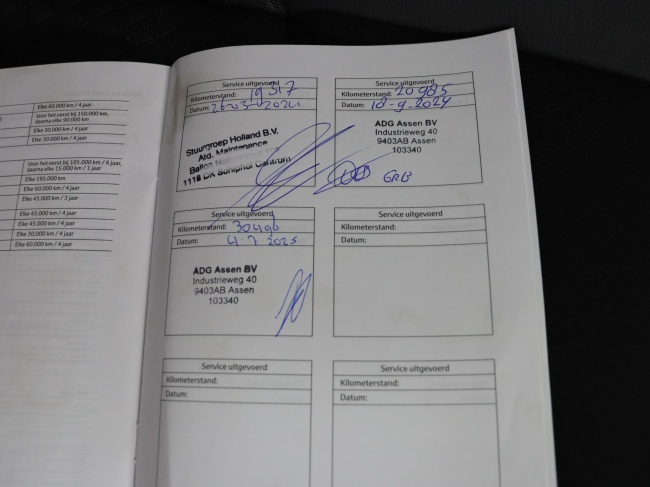 Elke 60.000 km / 4 jaar
Voor het eerst bij 150.000 km,
daarna elke 90.000 km
Elke 30.000 km / 4 jaar
Elke 30.000 km / 4 jaar
Voor het eerst bij 105.000 km / 6 jaar,
daarna elke 15.000 km / 1 jaar
Elke 195.000 km
Elke 60.000 km / 4 jaar
Elke 45.000 km / 3 jaar
Elke 45.000 km / 4 jaar
Elke 45.000 km / 4 jaar
Elke 30.000 km / 4 jaar
Elke 60.000 km / 4 jaar
Service uitgevoerd
Kilometerstand: 19317
Datum: 26-03-2024
Stuurgroep Holland B.V.
Afd. Maintenance
1118 DK Schiphol Centrum
Service uitgevoerd
Kilometerstand: 20985
Datum: 18-9-2024
ADG Assen BV
Industrieweg 40
9403AB Assen
103340
GRB
Service uitgevoerd
Kilometerstand: 30496
Datum: 4 7 2025
ADG Assen BV
Industrieweg 40
9403AB Assen
103340
Service uitgevoerd
Kilometerstand:
Datum:
Service uitgevoerd
Kilometerstand:
Datum:
Service uitgevoerd
Kilometerstand:
Datum: